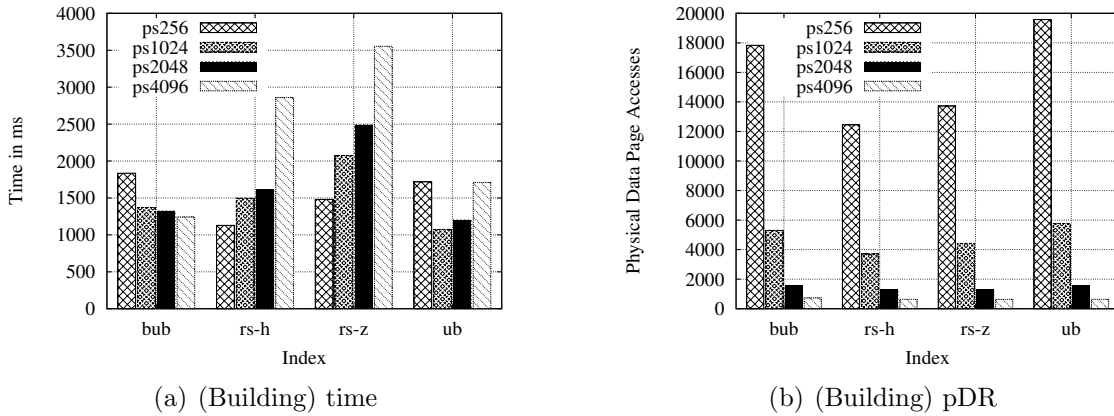 4000
3500
3000
2500
2000
1500
1000
500
0
Time in ms
ps256
ps1024
ps2048
ps4096
bub rs-h rs-z ub
Index
(a) (Building) time
20000
18000
16000
14000
12000
10000
8000
6000
4000
2000
0
Physical Data Page Accesses
ps256
ps1024
ps2048
ps4096
bub rs-h rs-z ub
Index
(b) (Building) pDR